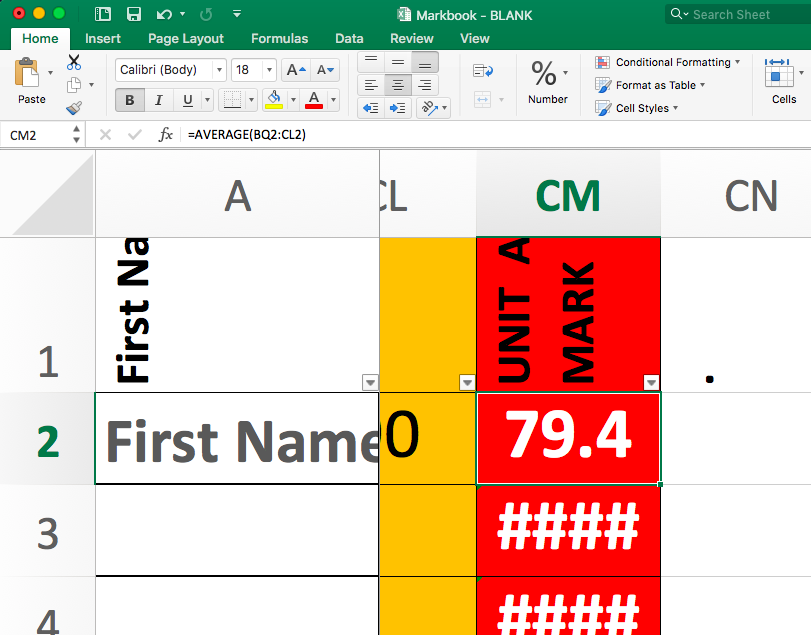 Markbook - BLANK
Search Sheet
Home Insert Page Layout Formulas Data Review View
Paste
Calibri (Body) 18 A A
B I U A
% Number
Conditional Formatting
Format as Table
Cell Styles
Cells
CM2 fx =AVERAGE(BQ2:CL2)
A CL CM CN
1 First Na UNIT A
MARK .
2 First Name 0 79.4
3 ####
4 ####